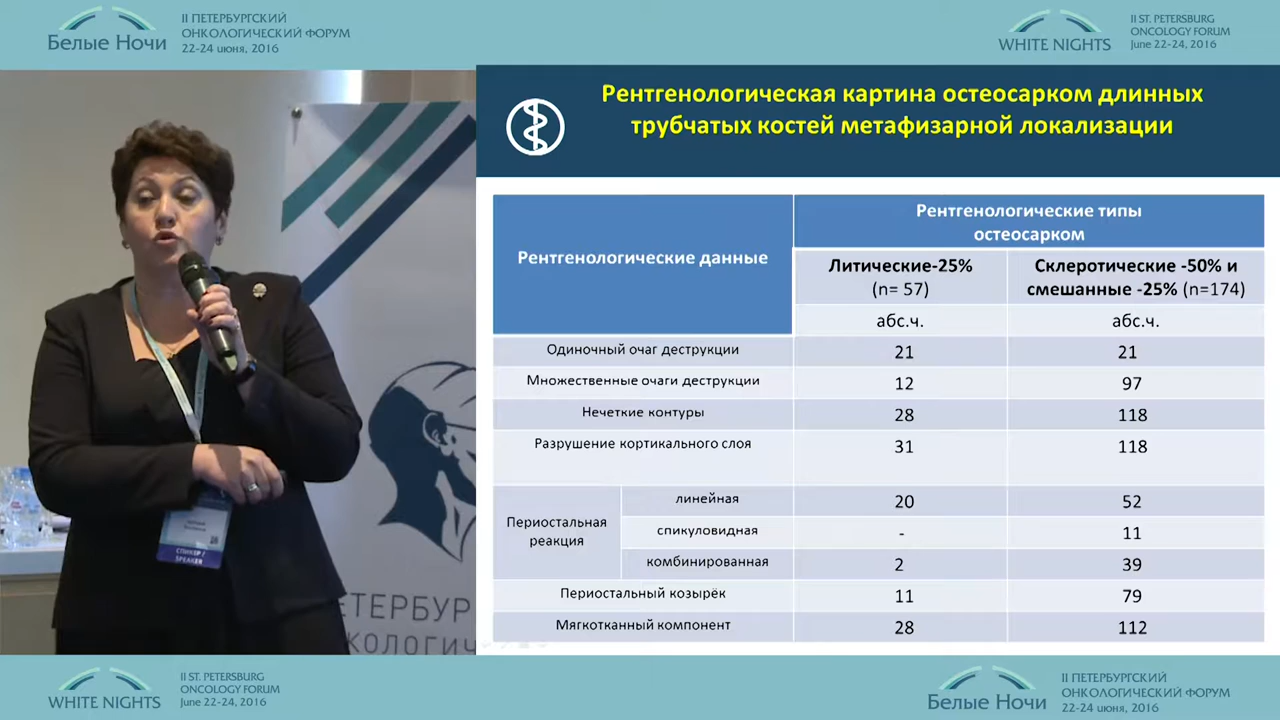 Белые Ночи
II ПЕТЕРБУРГСКИЙ
ОНКОЛОГИЧЕСКИЙ ФОРУМ
22-24 июня, 2016
WHITE NIGHTS
II ST. PETERSBURG
ONCOLOGY FORUM
June 22-24, 2016
Рентгенологическая картина остеосарком длинных
трубчатых костей метафизарной локализации
Рентгенологические данные
Рентгенологические типы
остеосарком
Литические-25%
(n= 57)
Склеротические -50% и
смешанные -25% (n=174)
абс.ч.
абс.ч.
Одиночный очаг деструкции 21 21
Множественные очаги деструкции 12 97
Нечеткие контуры 28 118
Разрушение кортикального слоя 31 118
Периостальная
реакция
линейная 20 52
спикуловидная - 11
комбинированная 2 39
Периостальный козырёк 11 79
Мягкотканный компонент 28 112
СПИКЕР /
SPEAKER
ЕТЕРБУР
КОЛОГИЧ
WHITE NIGHTS
II ST. PETERSBURG
ONCOLOGY FORUM
June 22-24, 2016
Белые Ночи
II ПЕТЕРБУРГСКИЙ
ОНКОЛОГИЧЕСКИЙ ФОРУМ
22-24 июня, 2016